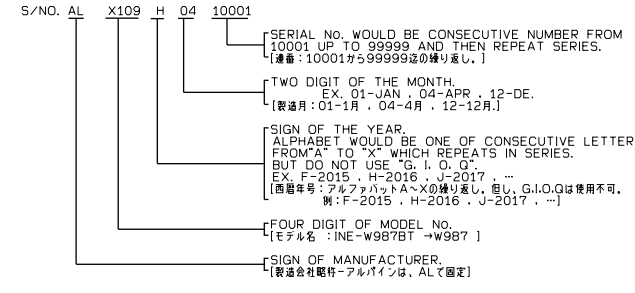 S/NO. AL X109 H 04 10001
SERIAL No. WOULD BE CONSECUTIVE NUMBER FROM
10001 UP TO 99999 AND THEN REPEAT SERIES.
[連番：10001から99999迄の繰り返し。]
TWO DIGIT OF THE MONTH.
EX. 01-JAN , 04-APR , 12-DE.
[製造月：01-1月 , 04-4月 , 12-12月.]
SIGN OF THE YEAR.
ALPHABET WOULD BE ONE OF CONSECUTIVE LETTER
FROM"A" TO "X" WHICH REPEATS IN SERIES.
BUT DO NOT USE "G. I. O. Q".
EX. F-2015 , H-2016 , J-2017 , …
[西暦年号：アルファバットA～Xの繰り返し。但し、G.I.O.Qは使用不可。
例：F-2015 , H-2016 , J-2017 , …]
FOUR DIGIT OF MODEL No.
[モデル名 ：INE-W987BT →W987 ]
SIGN OF MANUFACTURER.
[製造会社略称－アルパインは、ALで固定]